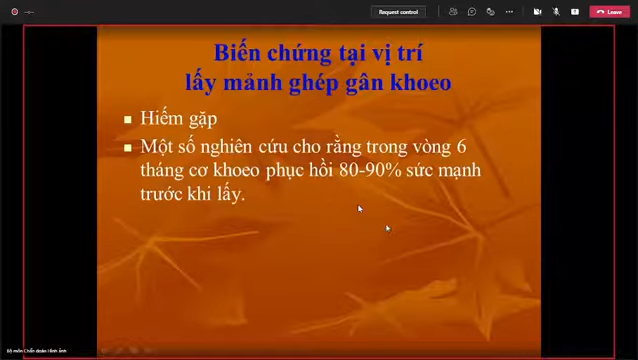 Request control
Leave
Biến chứng tại vị trí
lấy mảnh ghép gân khoeo
Hiếm gặp
Một số nghiên cứu cho rằng trong vòng 6
tháng cơ khoeo phục hồi 80-90% sức mạnh
trước khi lấy.
Bộ môn Chẩn đoán Hình ảnh